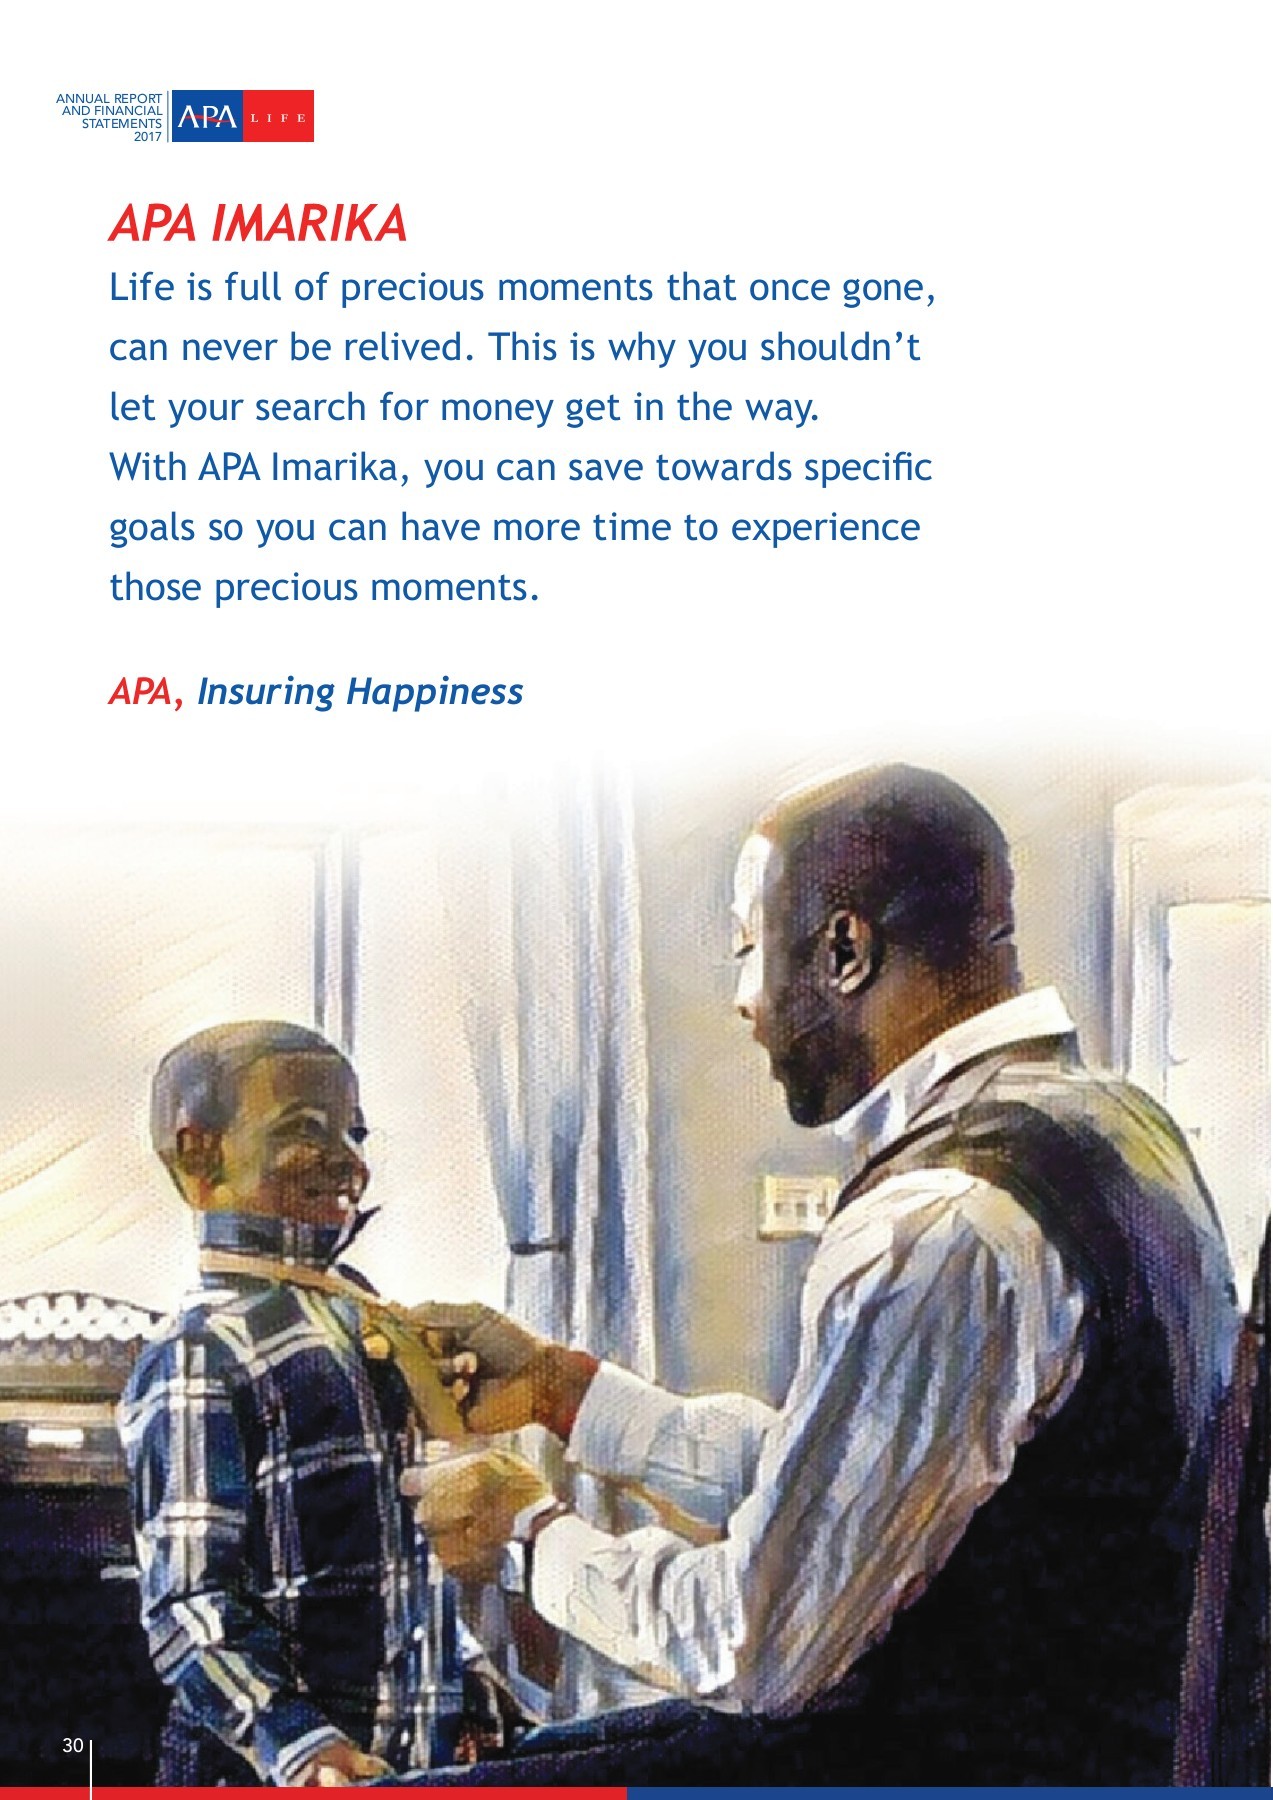 ANNUAL REPORT
AND FINANCIAL
STATEMENTS
2017
APA LIFE
APA IMARIKA
Life is full of precious moments that once gone,
can never be relived. This is why you shouldn’t
let your search for money get in the way.
With APA Imarika, you can save towards specific
goals so you can have more time to experience
those precious moments.
APA, Insuring Happiness
30